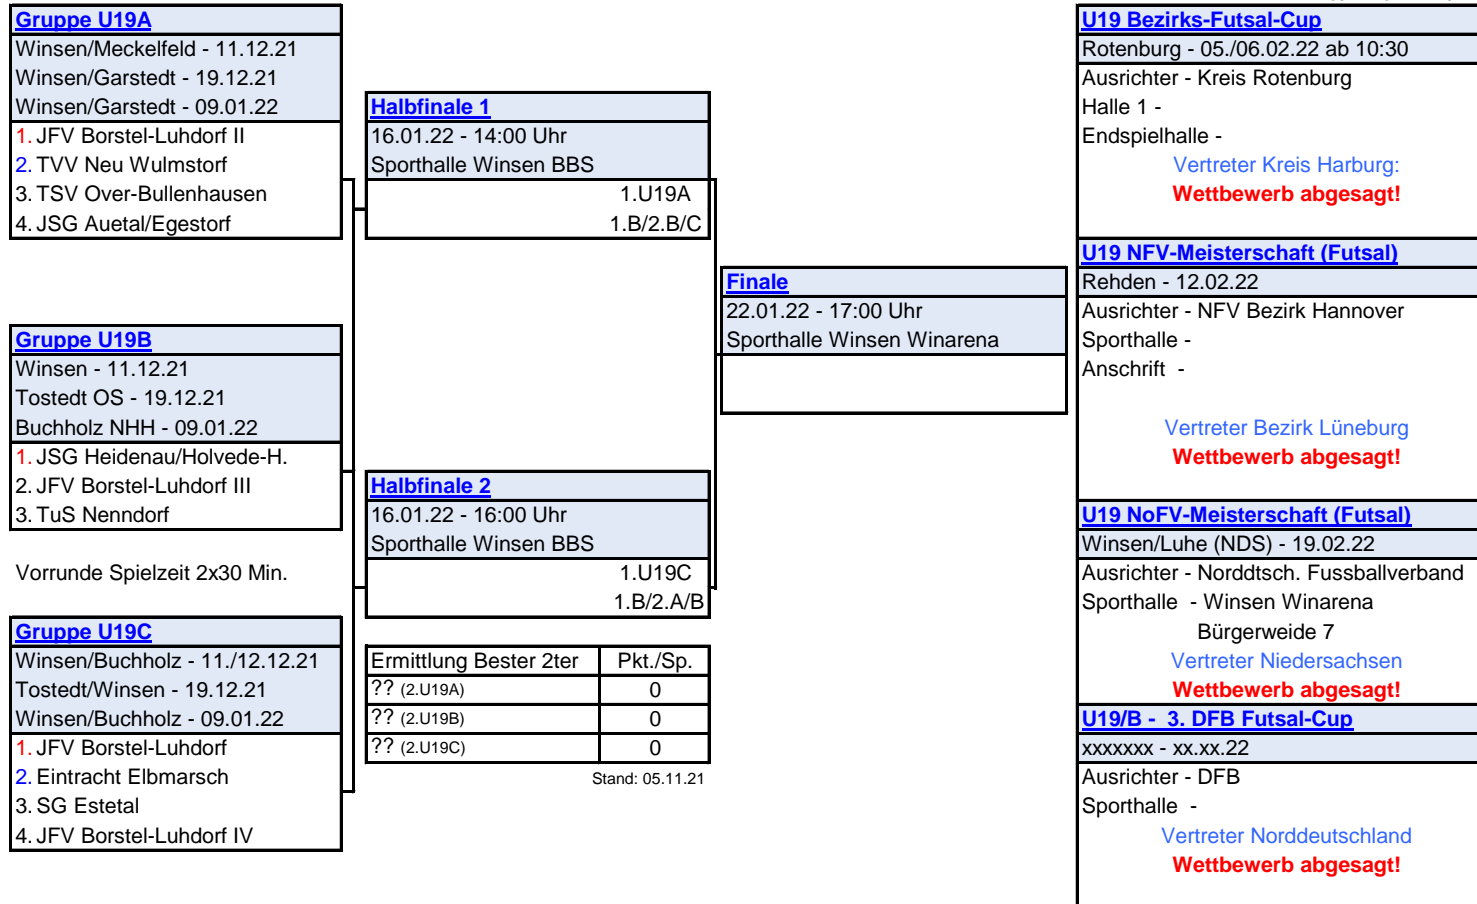 Gruppe U19A
Winsen/Meckelfeld - 11.12.21
Winsen/Garstedt - 19.12.21
Winsen/Garstedt - 09.01.22
1. JFV Borstel-Luhdorf II
2. TVV Neu Wulmstorf
3. TSV Over-Bullenhausen
4. JSG Auetal/Egestorf
Gruppe U19B
Winsen - 11.12.21
Tostedt OS - 19.12.21
Buchholz NHH - 09.01.22
1. JSG Heidenau/Holvede-H.
2. JFV Borstel-Luhdorf III
3. TuS Nenndorf
Vorrunde Spielzeit 2x30 Min.
Gruppe U19C
Winsen/Buchholz - 11./12.12.21
Tostedt/Winsen - 19.12.21
Winsen/Buchholz - 09.01.22
1. JFV Borstel-Luhdorf
2. Eintracht Elbmarsch
3. SG Estetal
4. JFV Borstel-Luhdorf IV
Halbfinale 1
16.01.22 - 14:00 Uhr
Sporthalle Winsen BBS
1.U19A
1.B/2.B/C
Halbfinale 2
16.01.22 - 16:00 Uhr
Sporthalle Winsen BBS
1.U19C
1.B/2.A/B
Ermittlung Bester 2ter Pkt./Sp.
?? (2.U19A) 0
?? (2.U19B) 0
?? (2.U19C) 0
Stand: 05.11.21
Finale
22.01.22 - 17:00 Uhr
Sporthalle Winsen Winarena
U19 Bezirks-Futsal-Cup
Rotenburg - 05./06.02.22 ab 10:30
Ausrichter - Kreis Rotenburg
Halle 1 -
Endspielhalle -
Vertreter Kreis Harburg:
Wettbewerb abgesagt!
U19 NFV-Meisterschaft (Futsal)
Rehden - 12.02.22
Ausrichter - NFV Bezirk Hannover
Sporthalle -
Anschrift -
Vertreter Bezirk Lüneburg
Wettbewerb abgesagt!
U19 NoFV-Meisterschaft (Futsal)
Winsen/Luhe (NDS) - 19.02.22
Ausrichter - Norddtsch. Fussballverband
Sporthalle - Winsen Winarena
Bürgerweide 7
Vertreter Niedersachsen
Wettbewerb abgesagt!
U19/B - 3. DFB Futsal-Cup
xxxxxxx - xx.xx.22
Ausrichter - DFB
Sporthalle -
Vertreter Norddeutschland
Wettbewerb abgesagt!